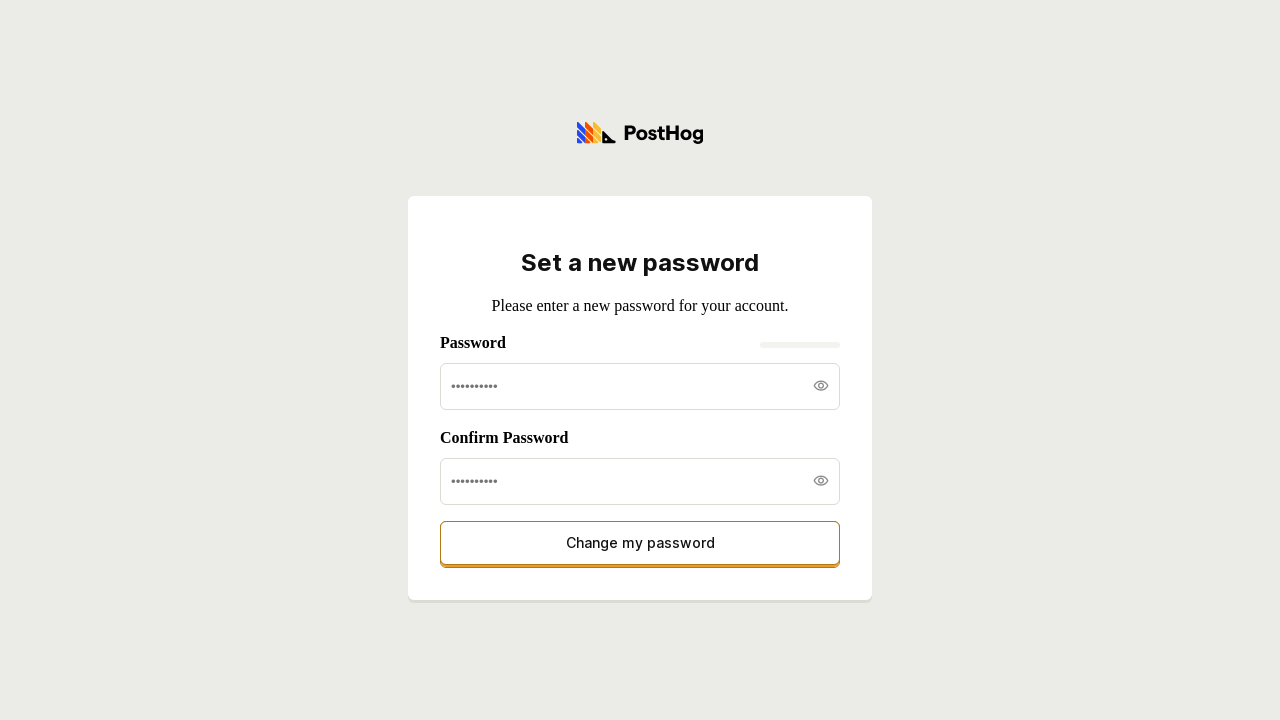 PostHog
Set a new password
Please enter a new password for your account.
Password
••••••••••
Confirm Password
••••••••••
Change my password